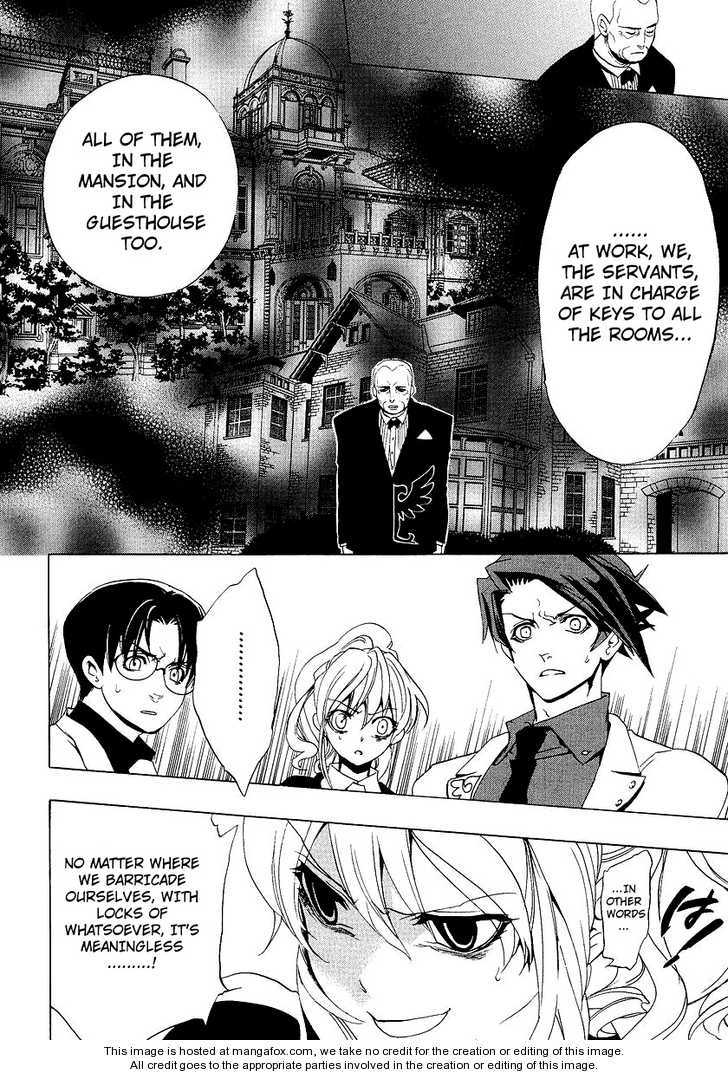 ......
AT WORK, WE,
THE SERVANTS,
ARE IN CHARGE
OF KEYS TO ALL
THE ROOMS...
ALL OF THEM,
IN THE
MANSION, AND
IN THE
GUESTHOUSE
TOO.
............
は
...IN
OTHER
WORDS
...
NO MATTER WHERE
WE BARRICADE
OURSELVES, WITH
LOCKS OF
WHATSOEVER, IT'S
MEANINGLESS
.........!
This image is hosted at mangafox.com, we take no credit for the creation or editing of this image.
All credit goes to the appropriate parties involved in the creation or editing of this image.